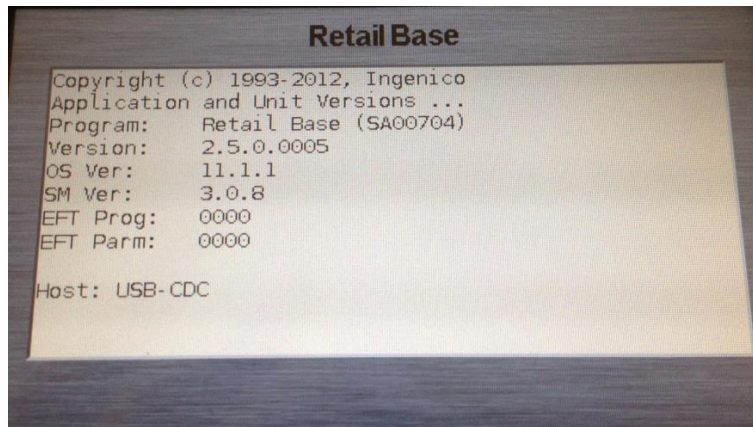 Retail Base
Copyright (c) 1993-2012, Ingenico
Application and Unit Versions ...
Program: Retail Base (SA00704)
Version: 2.5.0.0005
OS Ver: 11.1.1
SM Ver: 3.0.8
EFT Prog: 0000
EFT Parm: 0000
Host: USB-CDC